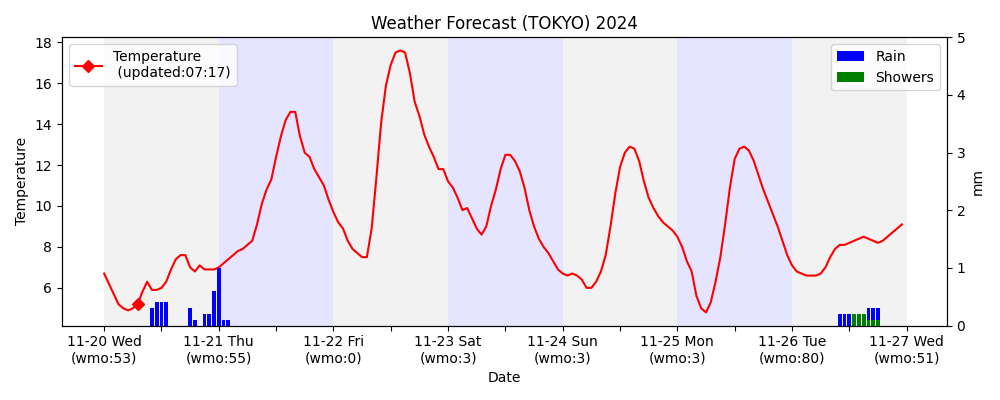 Weather Forecast (TOKYO) 2024
Temperature
(updated:07:17)
Rain
Showers
Temperature
18
16
14
12
10
8
6
mm
5
4
3
2
1
0
11-20 Wed
(wmo:53)
11-21 Thu
(wmo:55)
11-22 Fri
(wmo:0)
11-23 Sat
(wmo:3)
11-24 Sun
(wmo:3)
11-25 Mon
(wmo:3)
11-26 Tue
(wmo:80)
11-27 Wed
(wmo:51)
Date